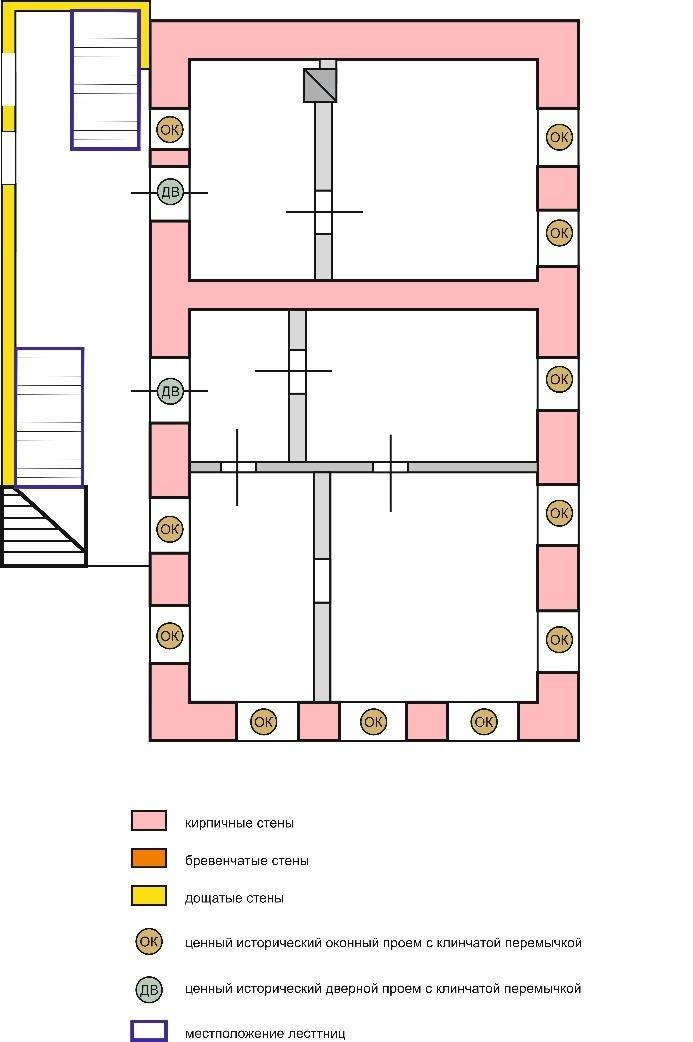 ОК
ОК
ДВ
ОК
ОК
ДВ
ОК
ОК
ОК
ОК
ОК
ОК
ОК
кирпичные стены
бревенчатые стены
дощатые стены
ОК ценный исторический оконный проем с клинчатой перемычкой
ДВ ценный исторический дверной проем с клинчатой перемычкой
местположение лесттниц